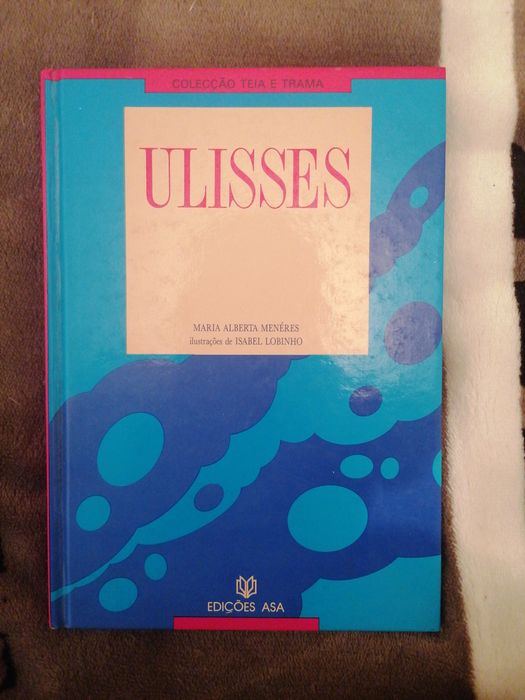 COLECÇÃO TEIA E TRAMA
ULISSES
MARIA ALBERTA MENÉRES
ilustrações de ISABEL LOBINHO
EDIÇÕES ASA